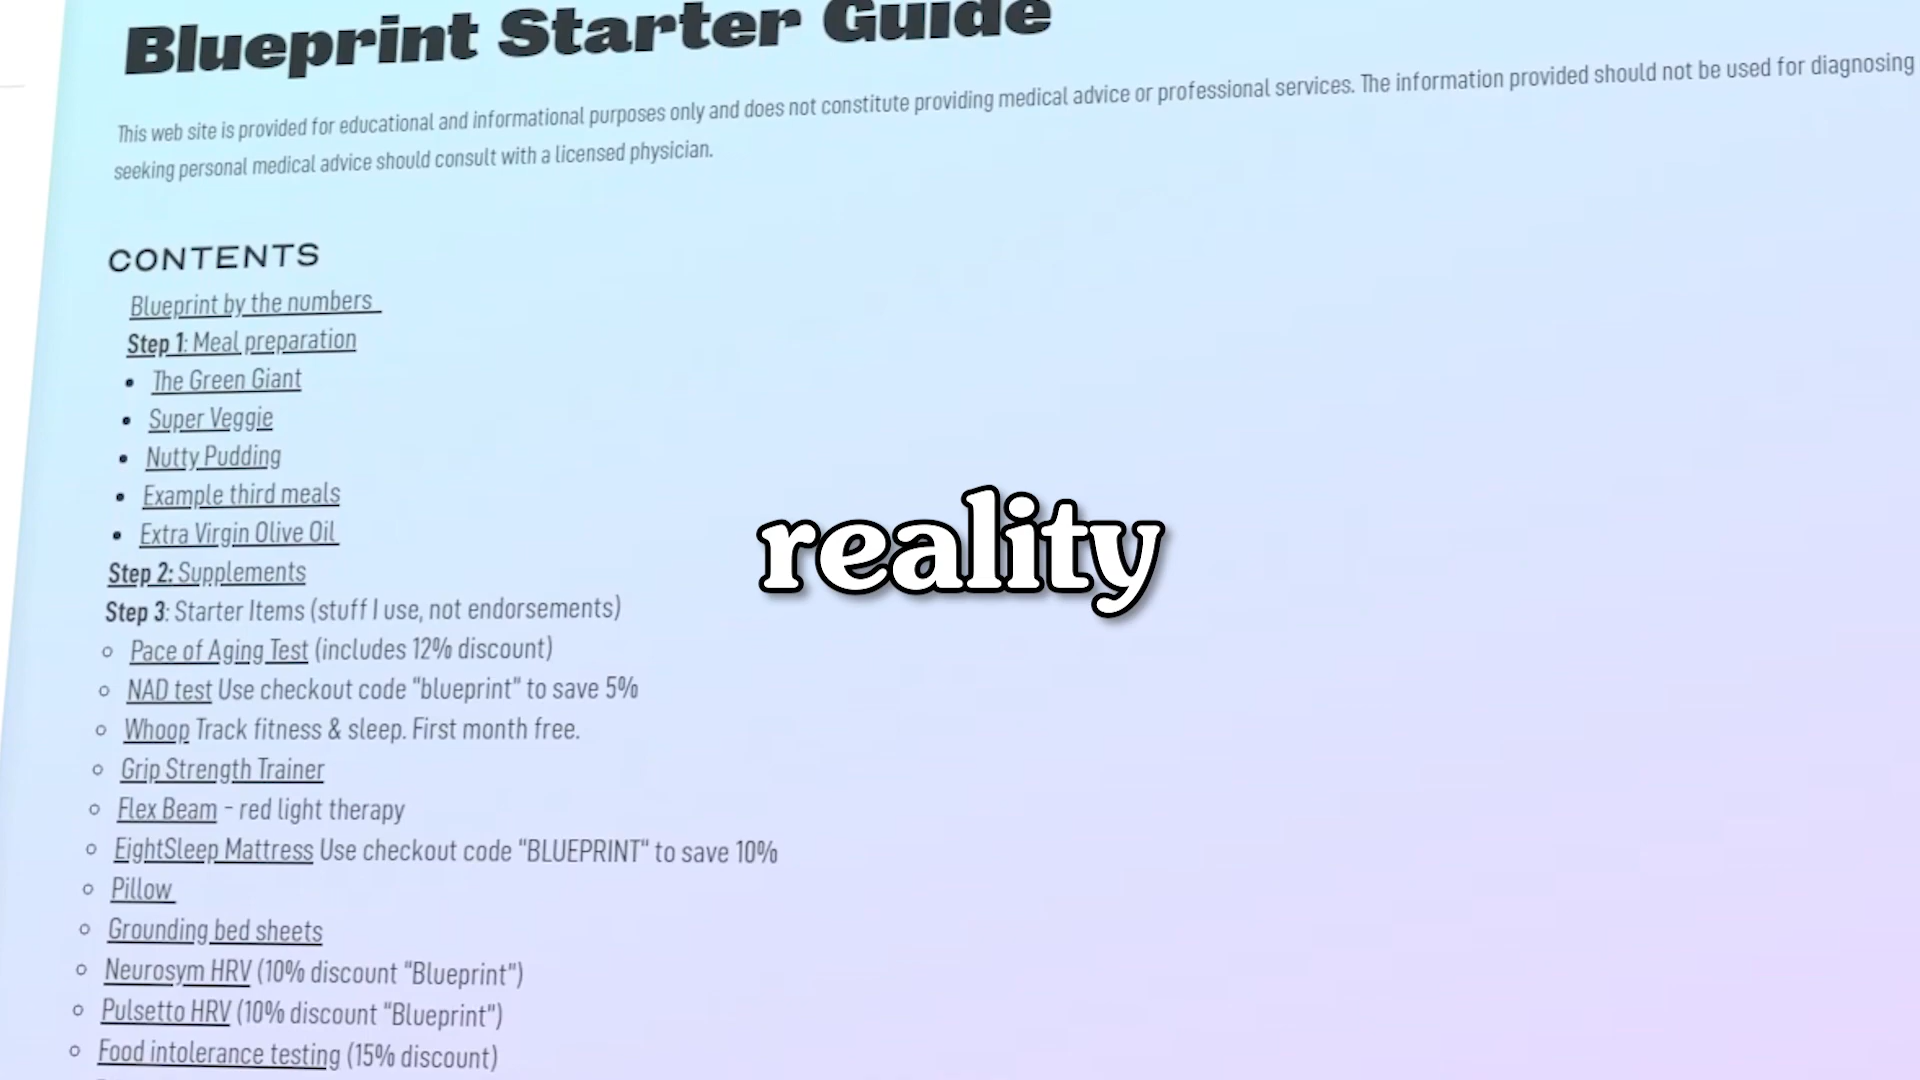 Blueprint Starter Guide
This web site is provided for educational and informational purposes only and does not constitute providing medical advice or professional services. The information provided should not be used for diagnosing
seeking personal medical advice should consult with a licensed physician.
CONTENTS
Blueprint by the numbers
Step 1: Meal preparation
• The Green Giant
• Super Veggie
• Nutty Pudding
• Example third meals
• Extra Virgin Olive Oil
reality
Step 2: Supplements
Step 3: Starter Items (stuff I use, not endorsements)
○ Pace of Aging Test (includes 12% discount)
○ NAD test Use checkout code "blueprint" to save 5%
○ Whoop Track fitness & sleep. First month free.
○ Grip Strength Trainer
○ Flex Beam - red light therapy
○ EightSleep Mattress Use checkout code "BLUEPRINT" to save 10%
○ Pillow
○ Grounding bed sheets
○ Neurosym HRV (10% discount "Blueprint")
○ Pulsetto HRV (10% discount "Blueprint")
○ Food intolerance testing (15% discount)